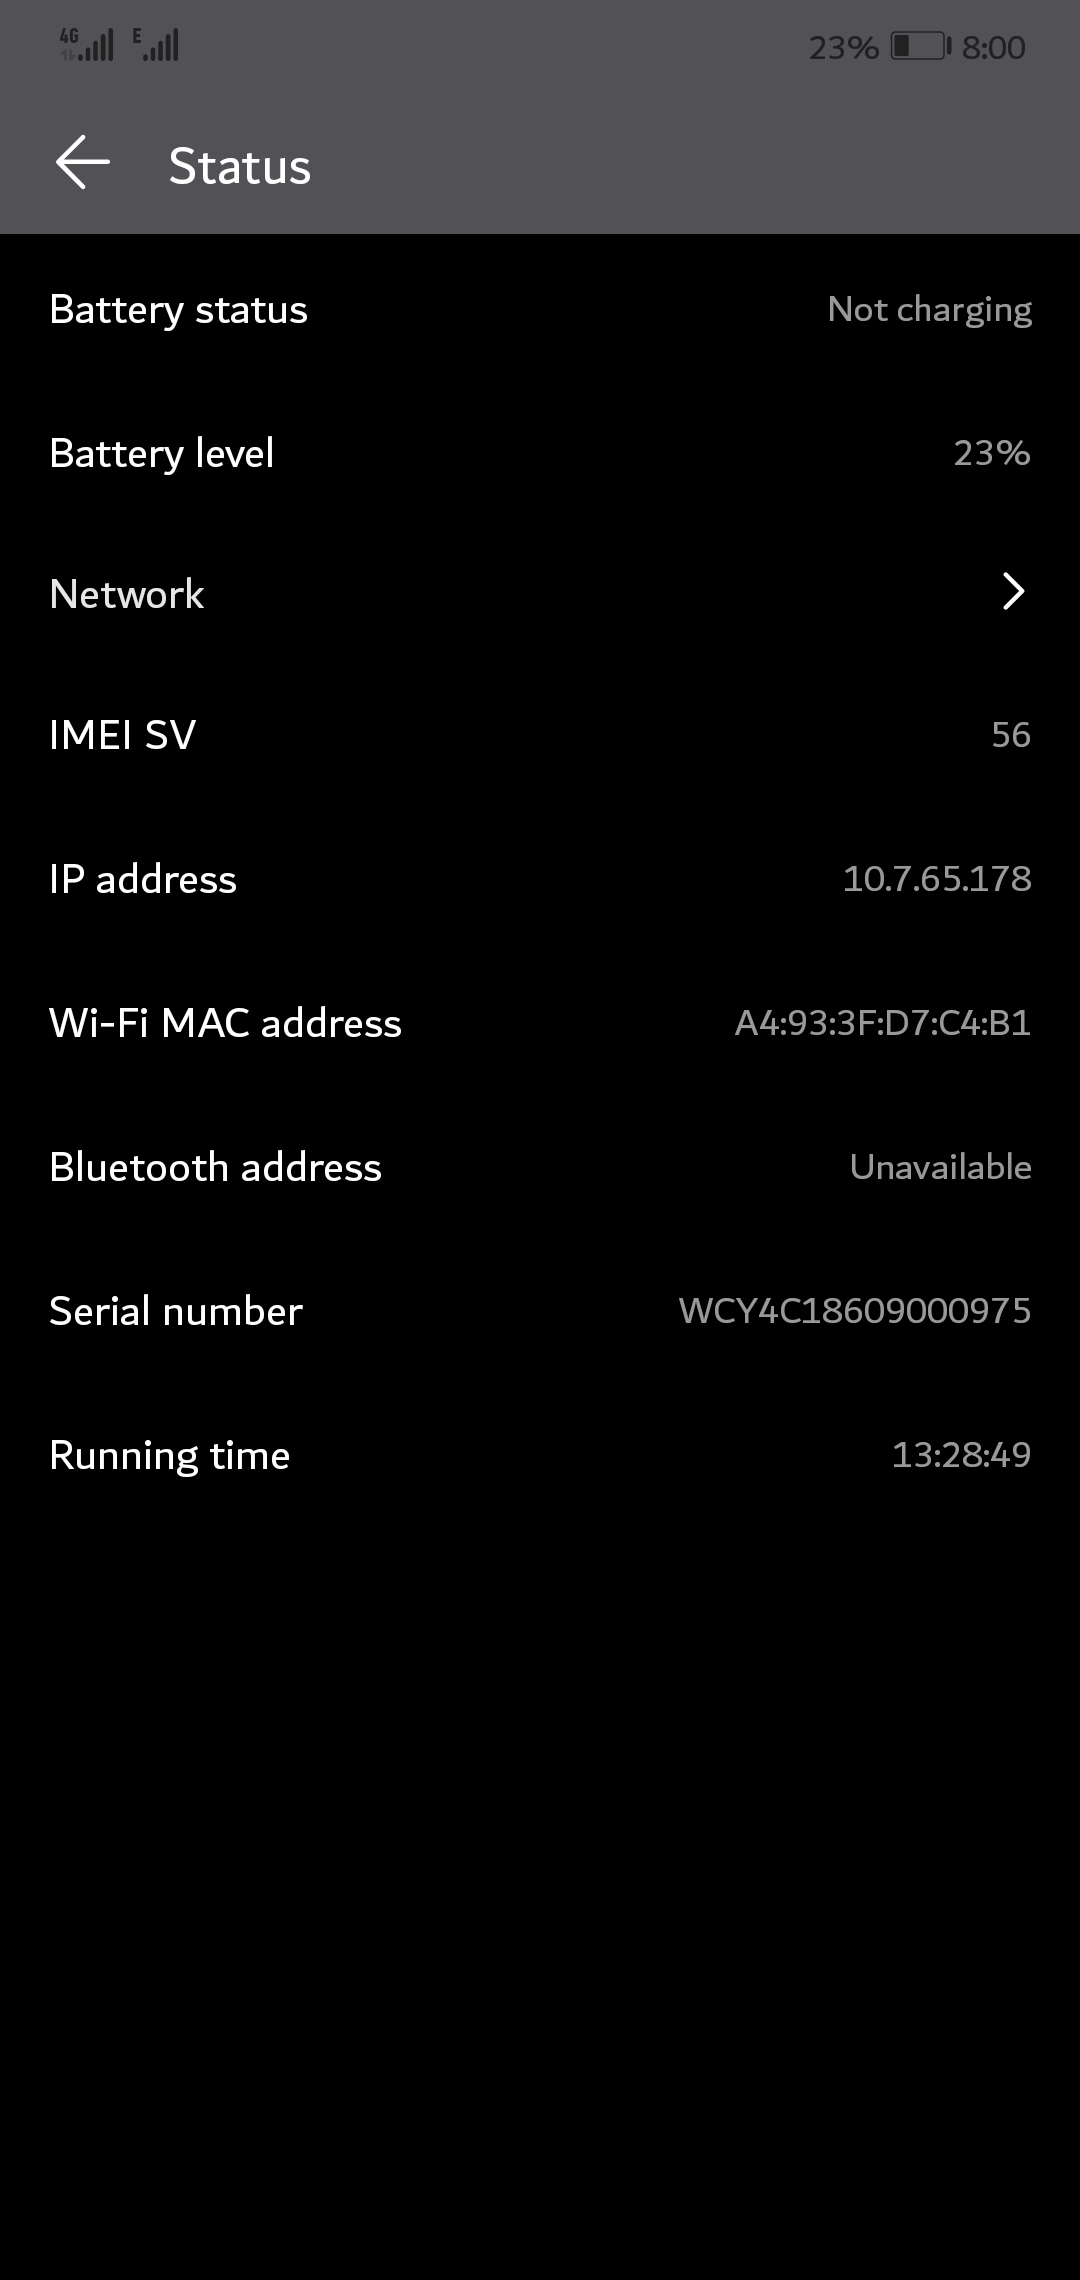 4G E 23% 8:00
Status
Battery status Not charging
Battery level 23%
Network
IMEI SV 56
IP address 10.7.65.178
Wi-Fi MAC address A4:93:3F:D7:C4:B1
Bluetooth address Unavailable
Serial number WCY4C18609000975
Running time 13:28:49